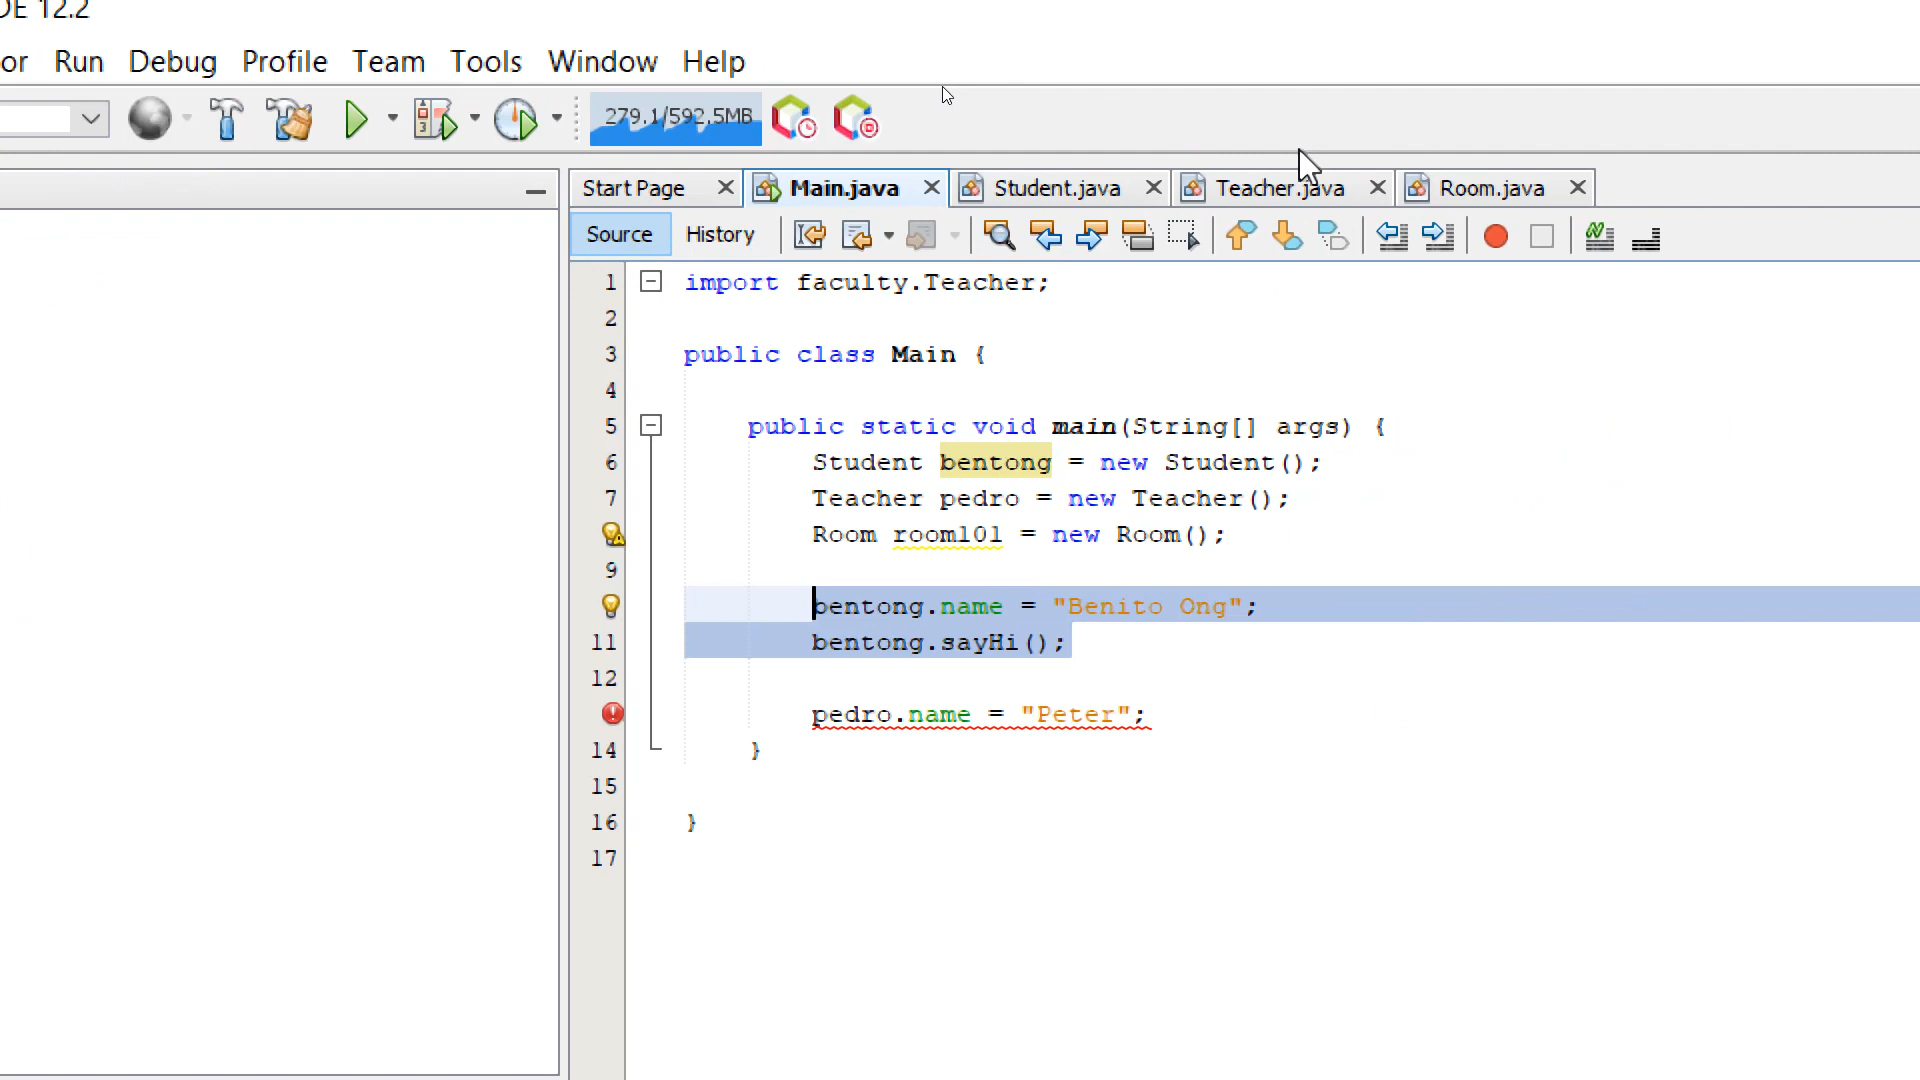 DE 12.2
or Run Debug Profile Team Tools Window Help
279.1/592.5MB
Start Page Main.java Student.java Teacher.java Room.java
Source History
1 import faculty.Teacher;
2
3 public class Main {
4
5 public static void main(String[] args) {
6 Student bentong = new Student();
7 Teacher pedro = new Teacher();
Room room101 = new Room();
9
bentong.name = "Benito Ong";
11 bentong.sayHi();
12
pedro.name = "Peter";
14 }
15
16 }
17